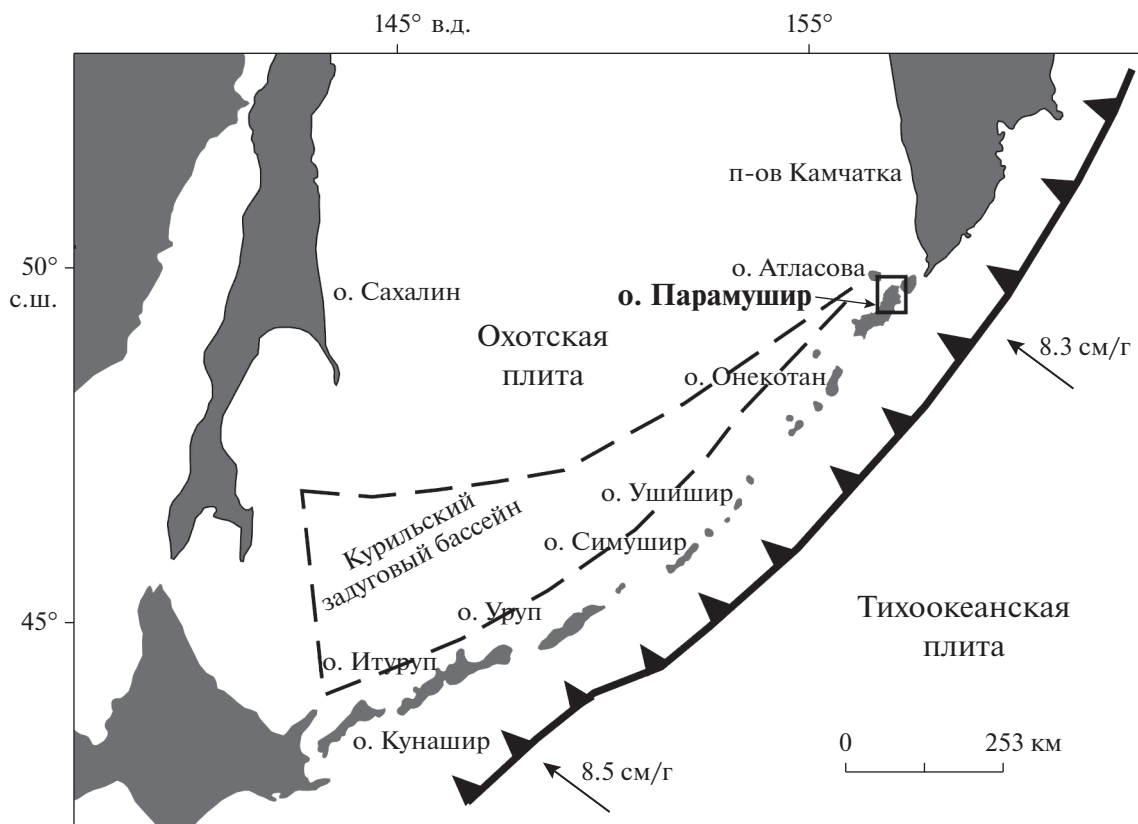 145° в.д.
155°
п-ов Камчатка
50°
с.ш.
о. Атласова
о. Сахалин
о. Парамушир
Охотская
плита
8.3 см/г
о. Онекотан
о. Ушишир
Курильский
задуговый бассейн
о. Симушир
о. Уруп
Тихоокеанская
плита
45°
о. Итуруп
о. Кунашир
0
253 км
8.5 см/г